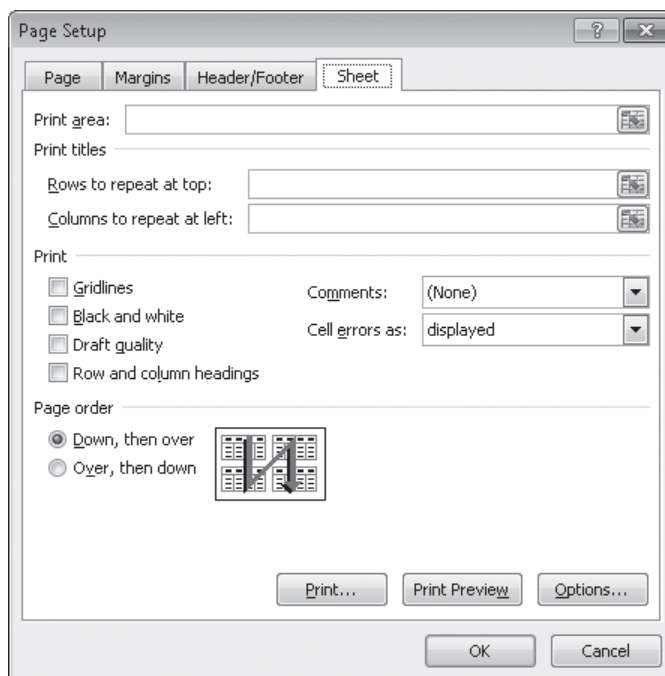 Page Setup
Page Margins Header/Footer Sheet
Print area:
Print titles
Rows to repeat at top:
Columns to repeat at left:
Print
Gridlines
Comments: (None)
Black and white
Cell errors as: displayed
Draft quality
Row and column headings
Page order
Down, then over
Over, then down
Print... Print Preview Options...
OK Cancel